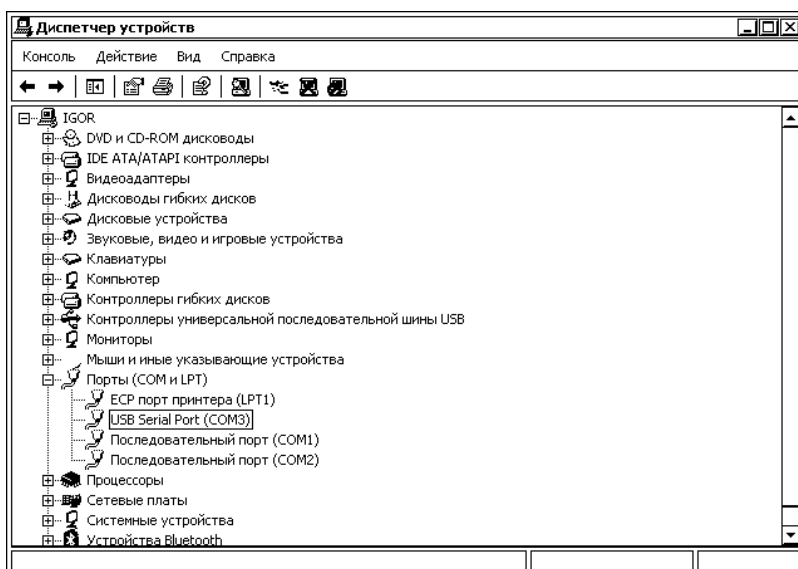 Диспетчер устройств
Консоль Действие Вид Справка
IGOR
DVD и CD-ROM дисководы
IDE ATA/ATAPI контроллеры
Видеоадаптеры
Дисководы гибких дисков
Дисковые устройства
Звуковые, видео и игровые устройства
Клавиатуры
Компьютер
Контроллеры гибких дисков
Контроллеры универсальной последовательной шины USB
Мониторы
Мыши и иные указывающие устройства
Порты (COM и LPT)
ECP порт принтера (LPT1)
USB Serial Port (COM3)
Последовательный порт (COM1)
Последовательный порт (COM2)
Процессоры
Сетевые платы
Системные устройства
Устройства Bluetooth